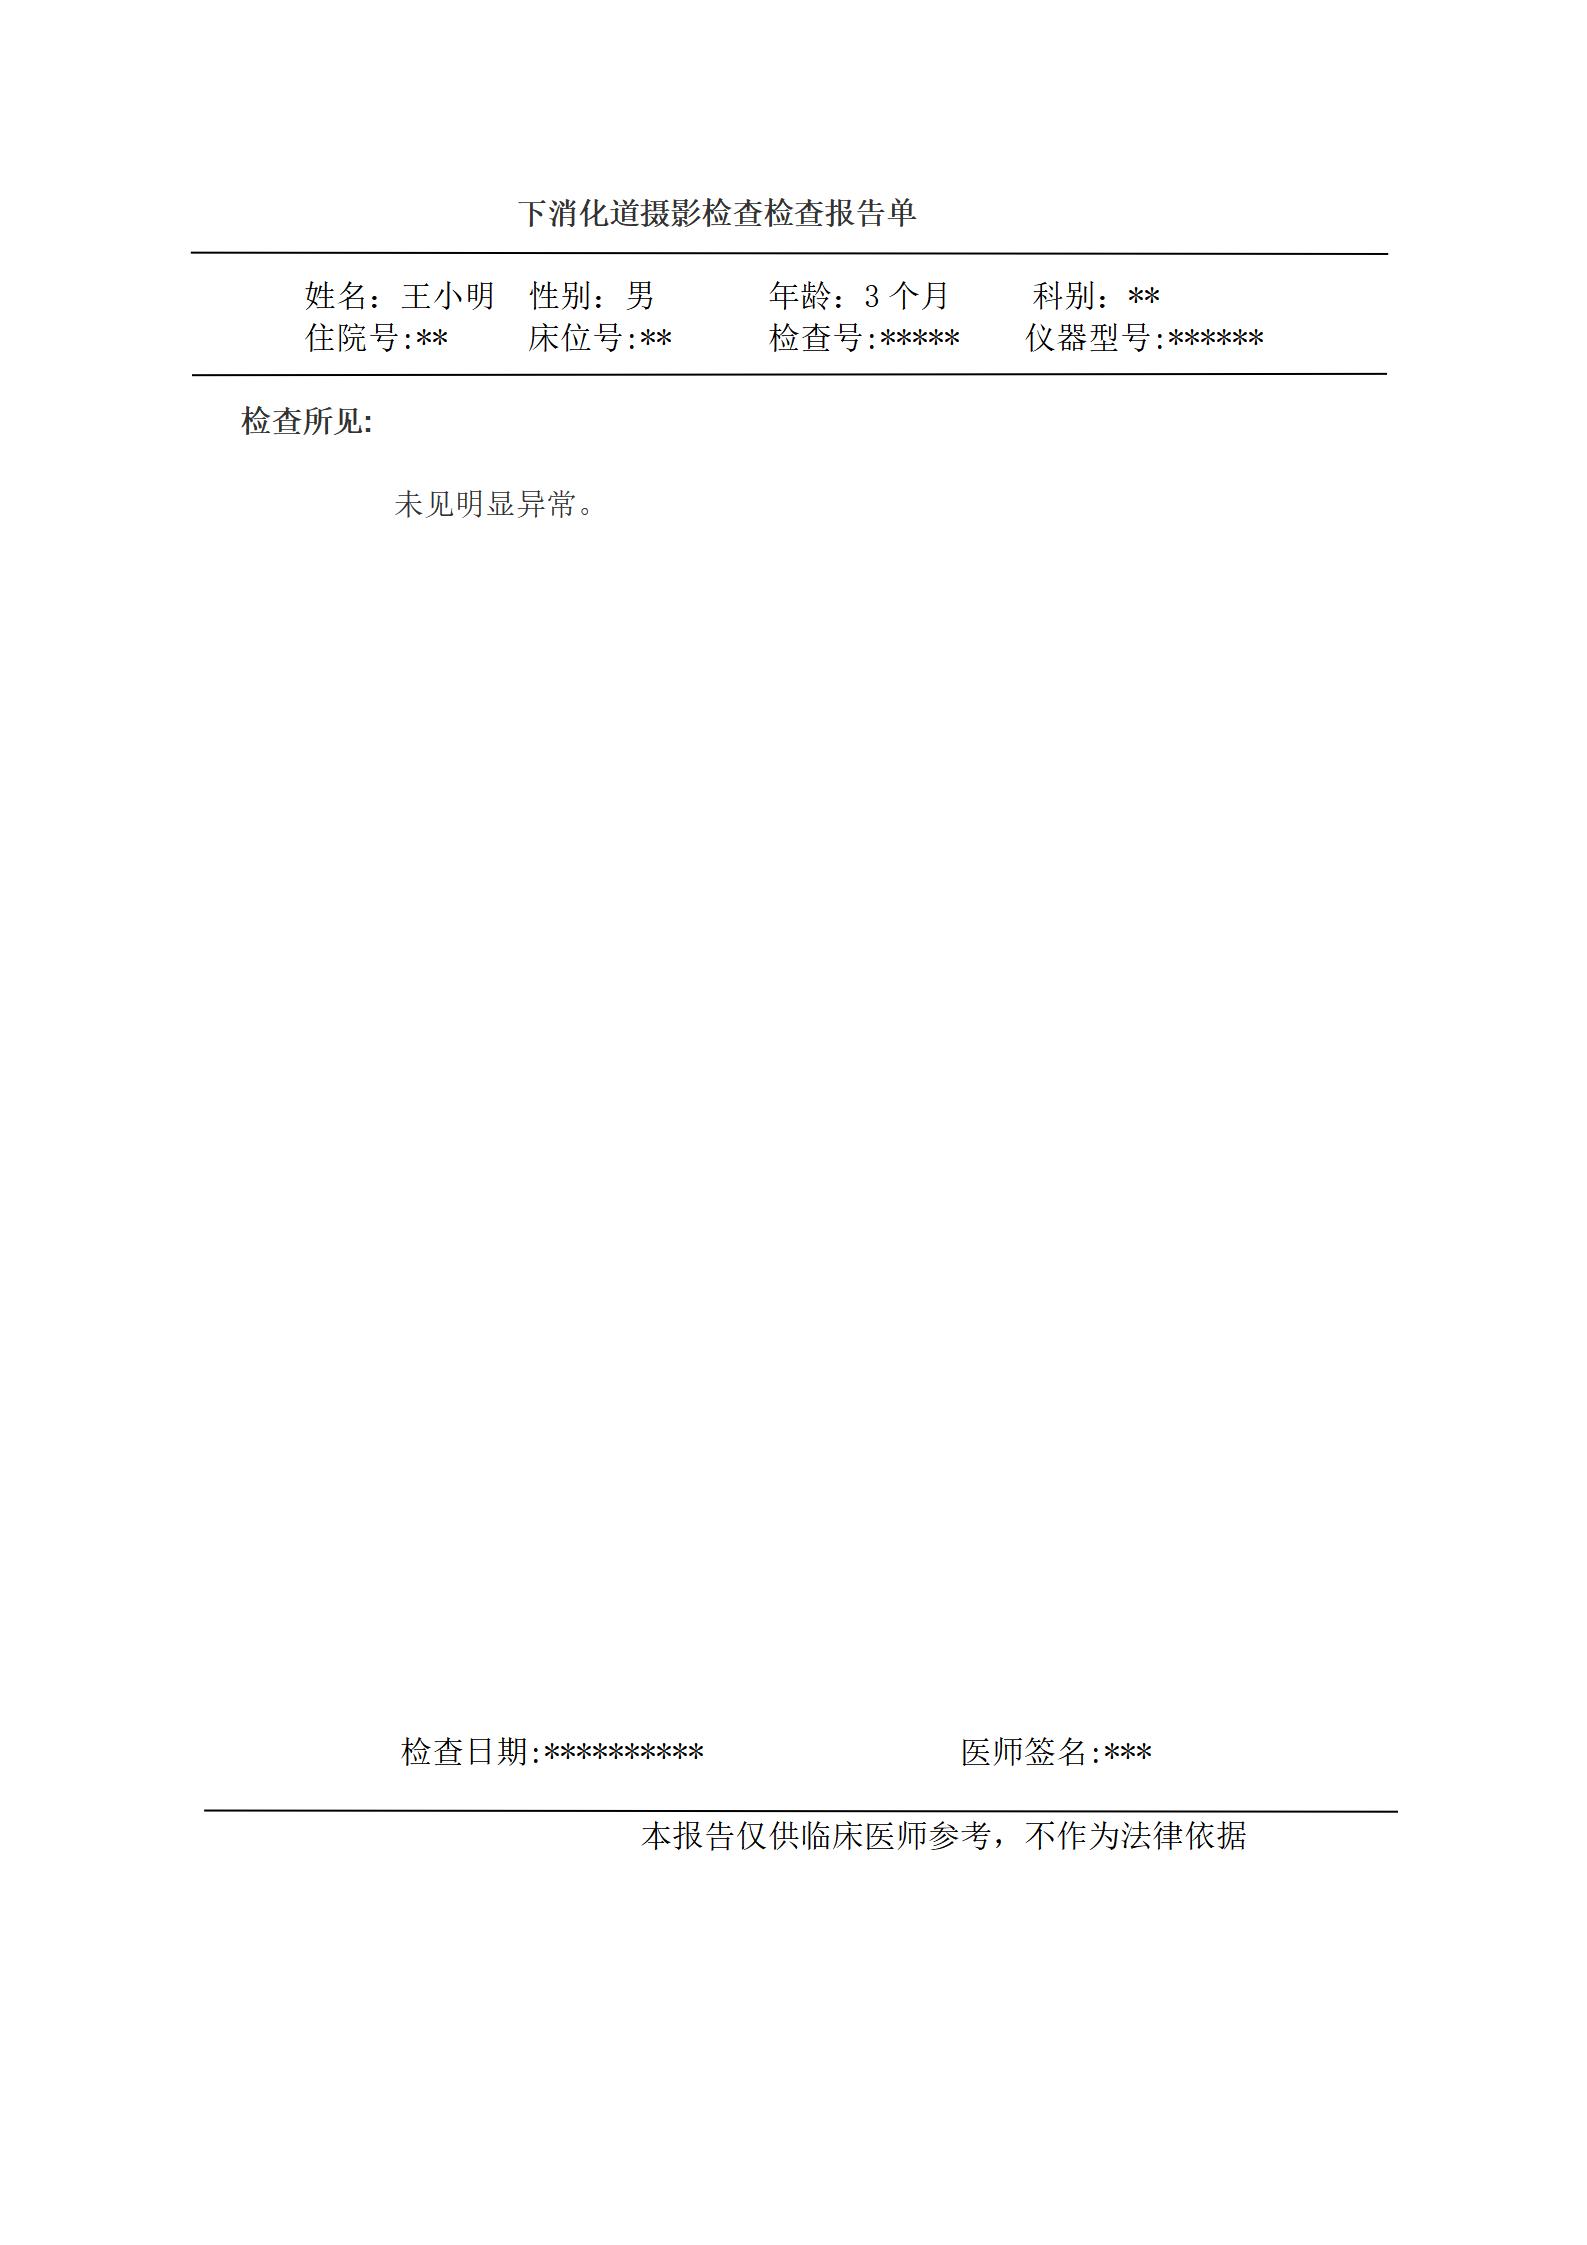 下消化道摄影检查检查报告单
姓名：王小明 性别：男 年龄：3 个月 科别：**
住院号:** 床位号:** 检查号:***** 仪器型号:******
检查所见:
未见明显异常。
检查日期:********** 医师签名:***
本报告仅供临床医师参考，不作为法律依据